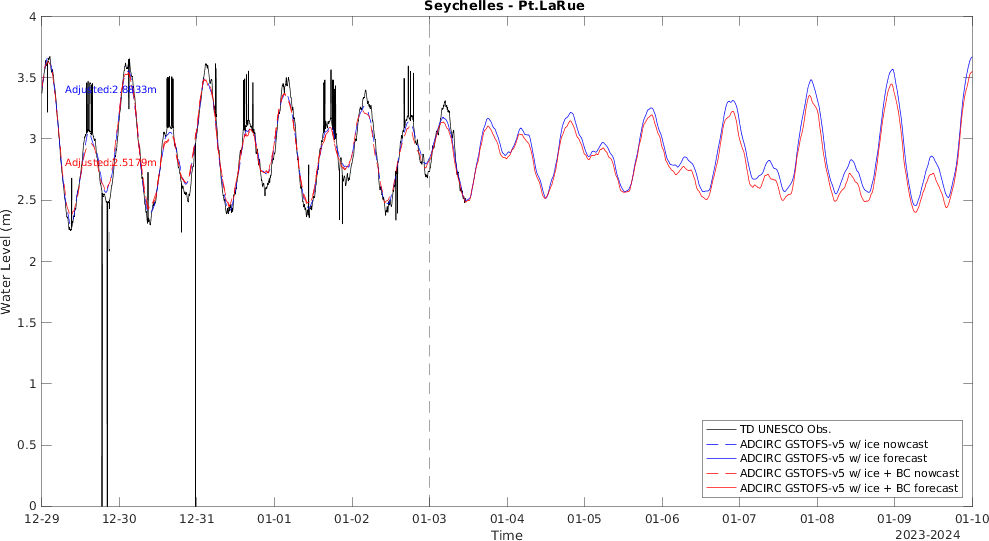 Seychelles - Pt.LaRue
4
3.5
3
2.5
2
1.5
1
0.5
0
Water Level (m)
Adjusted:2.8833m
Adjusted:2.5179m
TD UNESCO Obs.
ADCIRC GSTOFS-v5 w/ ice nowcast
ADCIRC GSTOFS-v5 w/ ice forecast
ADCIRC GSTOFS-v5 w/ ice + BC nowcast
ADCIRC GSTOFS-v5 w/ ice + BC forecast
12-29 12-30 12-31 01-01 01-02 01-03 01-04 01-05 01-06 01-07 01-08 01-09 01-10
Time
2023-2024